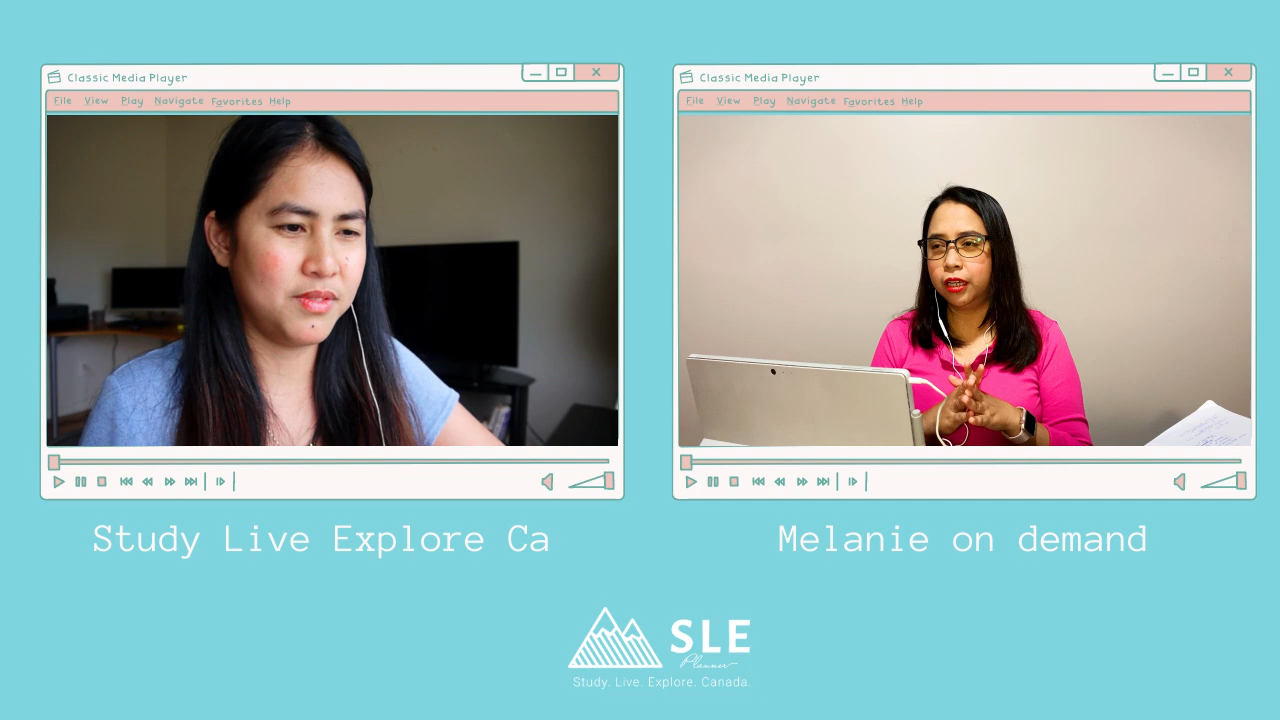 Classic Media Player
File View Play Navigate Favorites Help
Classic Media Player
File View Play Navigate Favorites Help
Study Live Explore Ca
Melanie on demand
SLE
Planner
Study. Live. Explore. Canada.